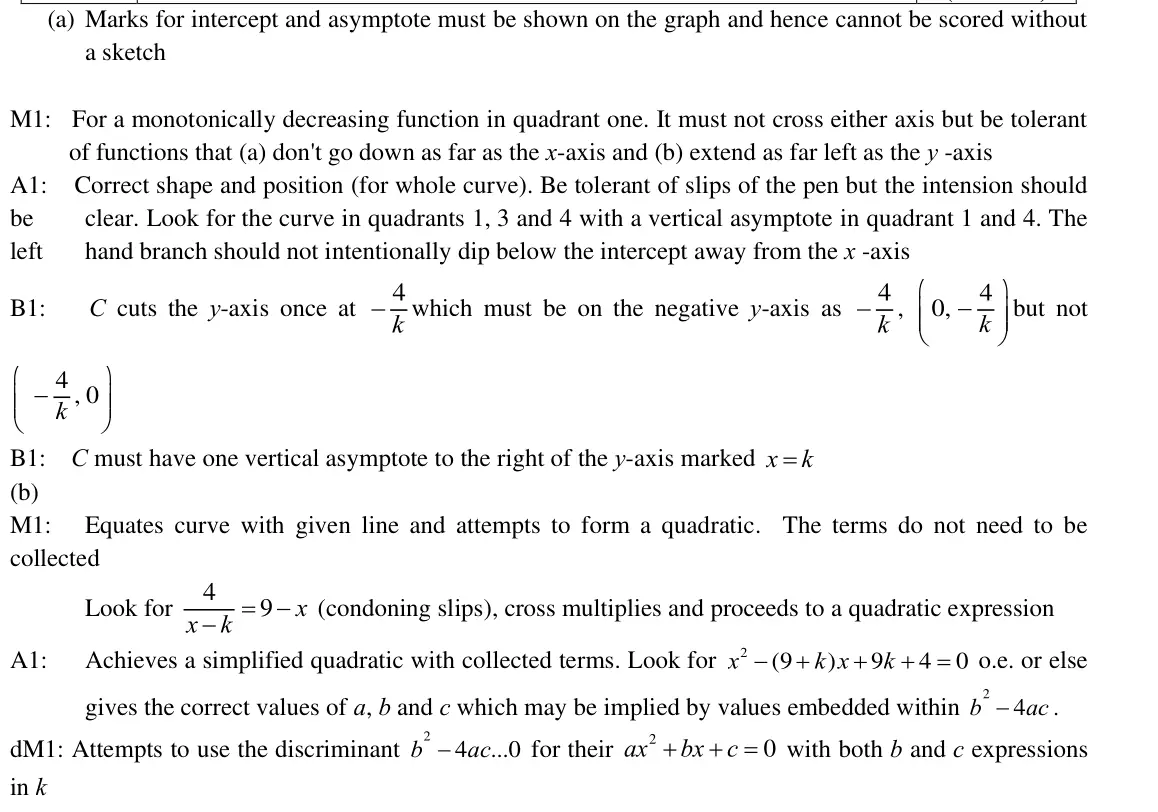 (a) Marks for intercept and asymptote must be shown on the graph and hence cannot be scored without
a sketch
M1: For a monotonically decreasing function in quadrant one. It must not cross either axis but be tolerant
of functions that (a) don't go down as far as the x-axis and (b) extend as far left as the y -axis
A1: Correct shape and position (for whole curve). Be tolerant of slips of the pen but the intension should
be clear. Look for the curve in quadrants 1, 3 and 4 with a vertical asymptote in quadrant 1 and 4. The
left hand branch should not intentionally dip below the intercept away from the x -axis
B1: C cuts the y-axis once at −4/k which must be on the negative y-axis as −4/k, (0, −4/k) but not
(−4/k, 0)
B1: C must have one vertical asymptote to the right of the y-axis marked x = k
(b)
M1: Equates curve with given line and attempts to form a quadratic. The terms do not need to be
collected
Look for 4/(x−k) = 9 − x (condoning slips), cross multiplies and proceeds to a quadratic expression
A1: Achieves a simplified quadratic with collected terms. Look for x² − (9 + k)x + 9k + 4 = 0 o.e. or else
gives the correct values of a, b and c which may be implied by values embedded within b² − 4ac .
dM1: Attempts to use the discriminant b² − 4ac...0 for their ax² + bx + c = 0 with both b and c expressions
in k